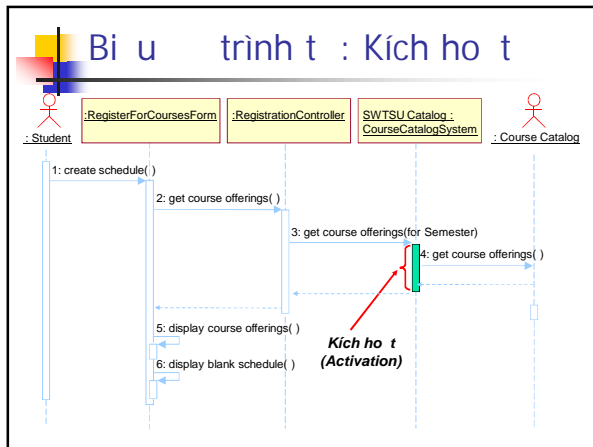 Bi u trình t : Kích ho t
:RegisterForCoursesForm
:RegistrationController
SWTSU Catalog :
CourseCatalogSystem
: Student
: Course Catalog
1: create schedule( )
2: get course offerings( )
3: get course offerings(for Semester)
4: get course offerings( )
5: display course offerings( )
6: display blank schedule( )
Kích ho t
(Activation)